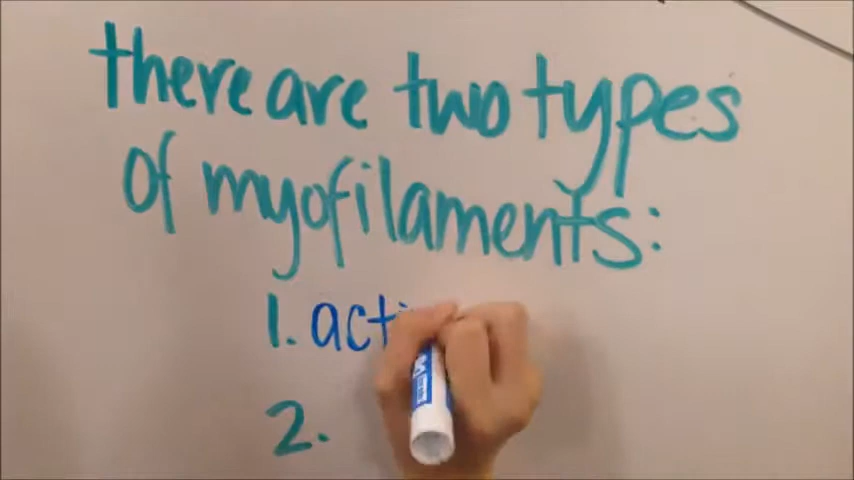 there are two types
of myofilaments:
1. acti
2.